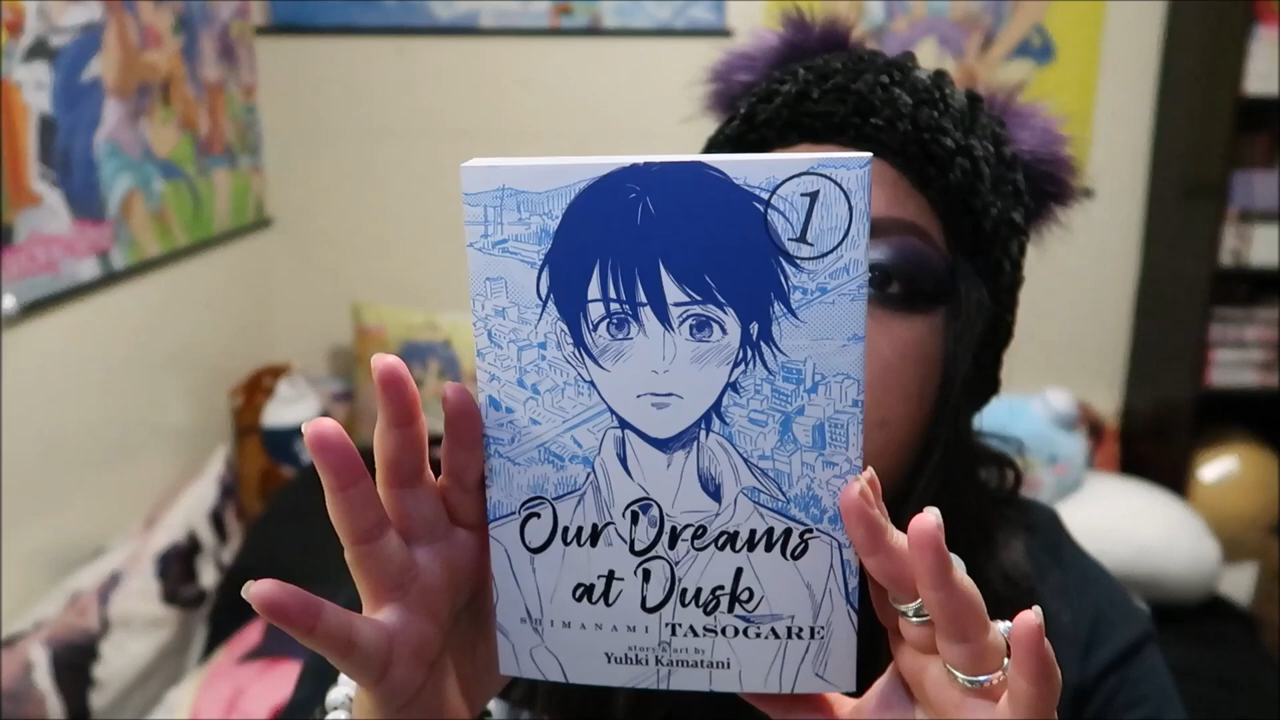 1
Our Dreams
at Dusk
SHIMANAMI TASOGARE
story & art by
Yuhki Kamatani